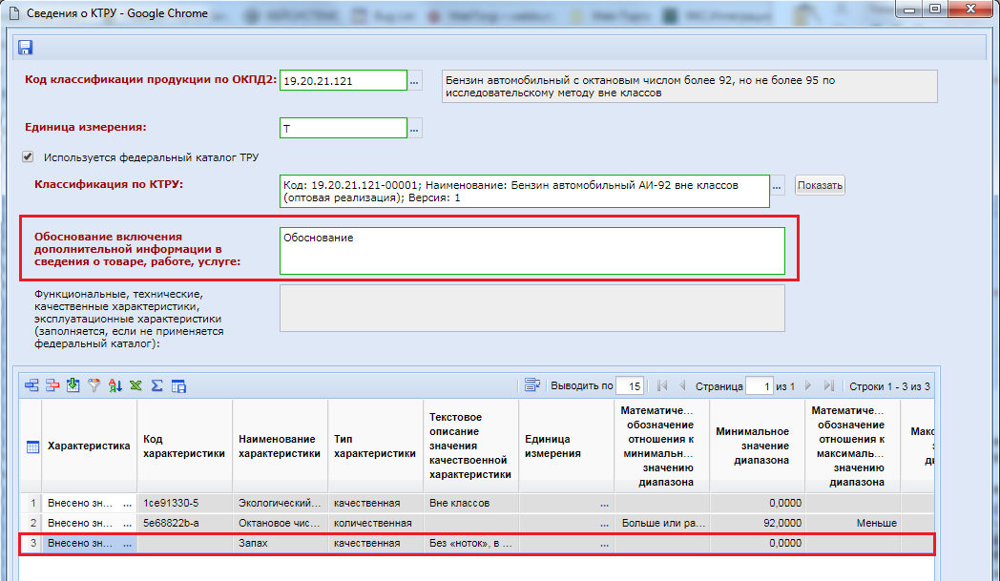 Сведения о КТРУ - Google Chrome
Код классификации продукции по ОКПД2:
19.20.21.121
...
Бензин автомобильный с октановым числом более 92, но не более 95 по
исследовательскому методу вне классов
Единица измерения:
Т
...
Используется федеральный каталог ТРУ
Классификация по КТРУ:
Код: 19.20.21.121-00001; Наименование: Бензин автомобильный АИ-92 вне классов
(оптовая реализация); Версия: 1
...
Показать
Обоснование включения
дополнительной информации в
сведения о товаре, работе, услуге:
Обоснование
Функциональные, технические,
качественные характеристики,
эксплуатационные характеристики
(заполняется, если не применяется
федеральный каталог):
Выводить по 15
Страница 1 из 1
Строки 1 - 3 из 3
Характеристика
Код
характеристики
Наименование
характеристики
Тип
характеристики
Текстовое
описание
значения
качествоенной
характеристики
Единица
измерения
Математиче...
обозначение
отношения к
минимальн...
значению
диапазона
Минимальное
значение
диапазона
Математиче...
обозначение
отношения к
максималь...
значению
диапазона
1 Внесено зн... ... 1ce91330-5 Экологический... качественная Вне классов ... 0,0000
2 Внесено зн... ... 5e68822b-a Октановое чис... количественная ... Больше или ра... 92,0000 Меньше
3 Внесено зн... ... Запах качественная Без «ноток», в ... ... 0,0000